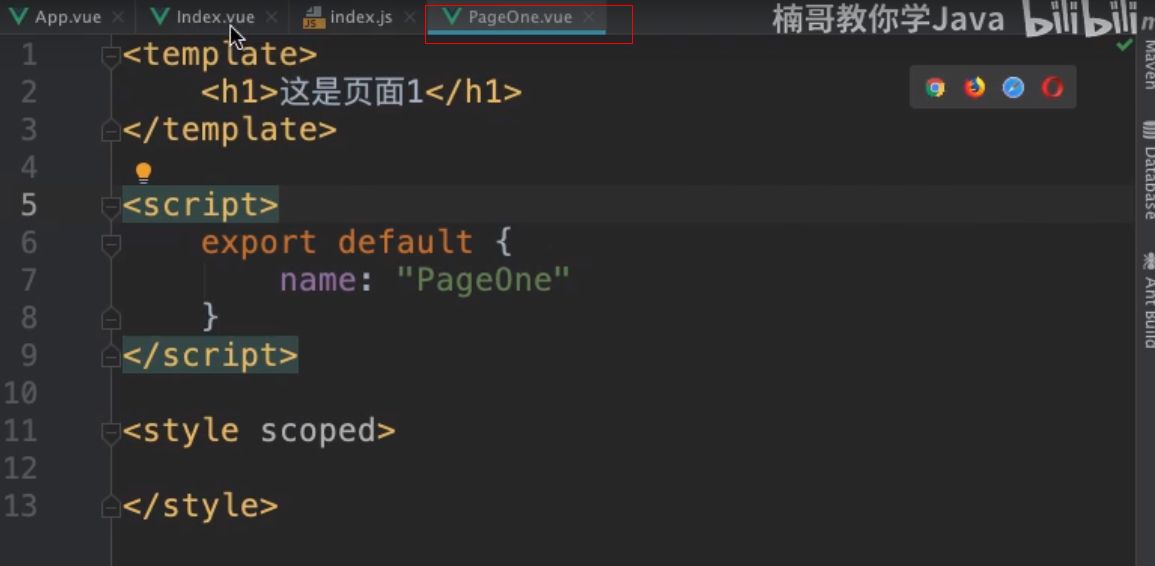 App.vue Index.vue index.js PageOne.vue 楠哥教你学Java bilibili
1 <template>
2 <h1>这是页面1</h1>
3 </template>
4
5 <script>
6 export default {
7 name: "PageOne"
8 }
9 </script>
10
11 <style scoped>
12
13 </style>
JS
Maven
Database
Ant Build